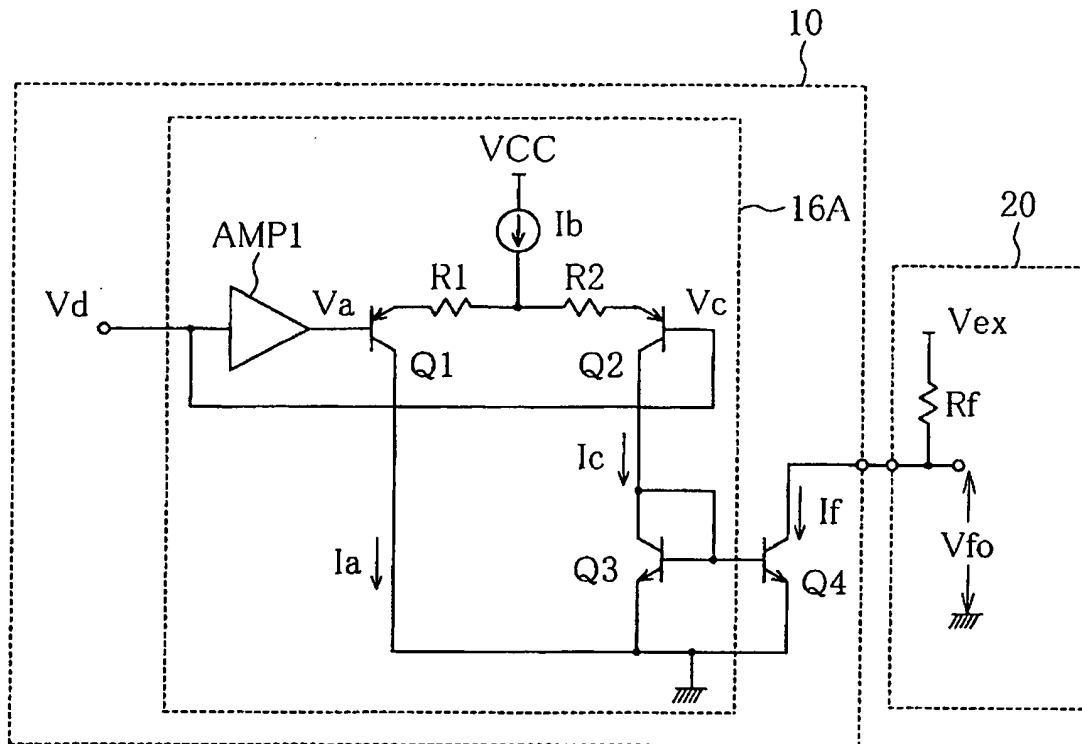 10
VCC
16A
20
AMP1
Ib
R1
R2
Vd
Va
Vc
Vex
Q1
Q2
Rf
Ic
If
Ia
Q3
Q4
Vfo